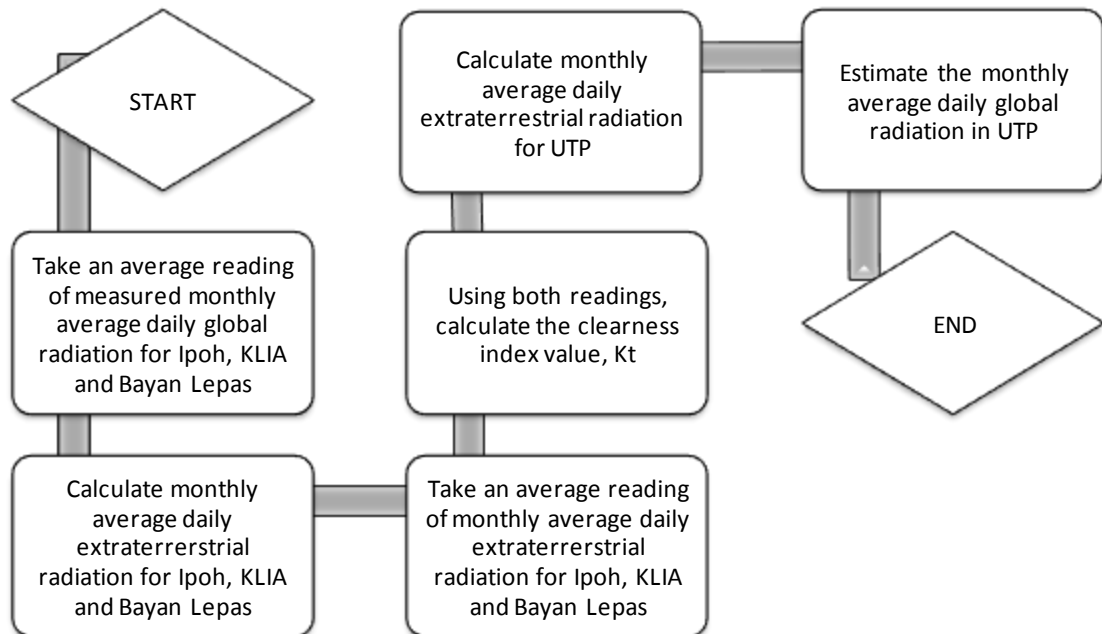 START
Take an average reading
of measured monthly
average daily global
radiation for Ipoh, KLIA
and Bayan Lepas
Calculate monthly
average daily
extraterrerstrial
radiation for Ipoh, KLIA
and Bayan Lepas
Take an average reading
of monthly average daily
extraterrerstrial
radiation for Ipoh, KLIA
and Bayan Lepas
Using both readings,
calculate the clearness
index value, Kt
Calculate monthly
average daily
extraterrestrial radiation
for UTP
Estimate the monthly
average daily global
radiation in UTP
END